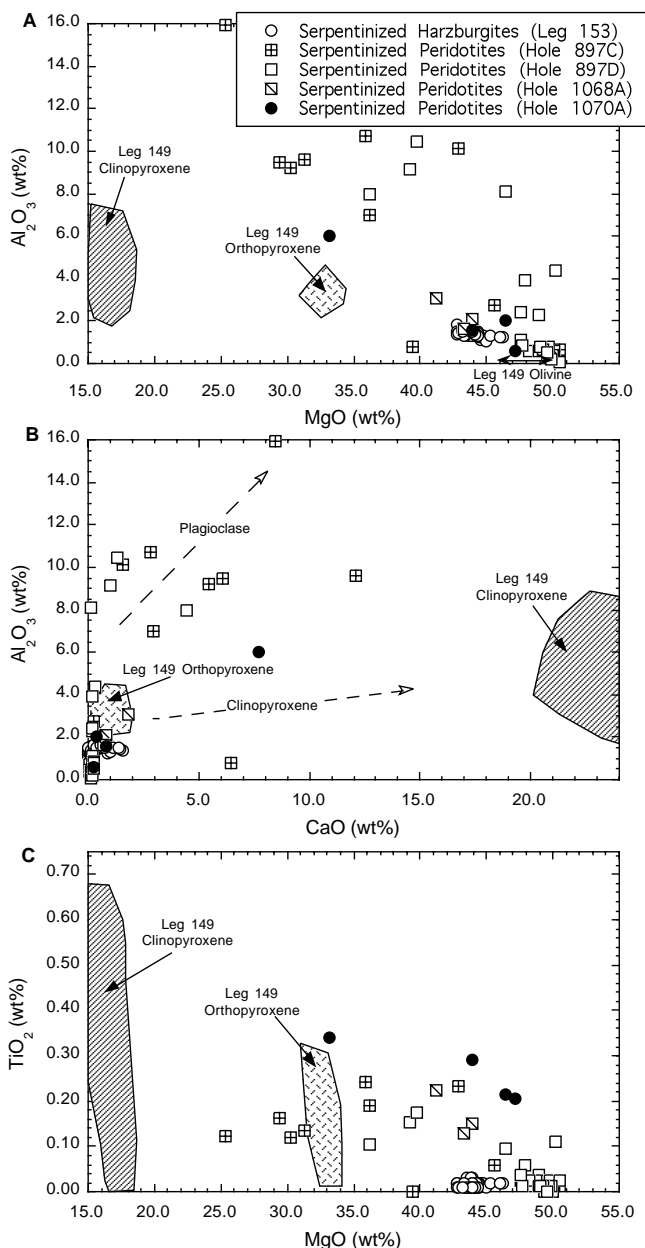 A
Serpentinized Harzburgites (Leg 153)
Serpentinized Peridotites (Hole 897C)
Serpentinized Peridotites (Hole 897D)
Serpentinized Peridotites (Hole 1068A)
Serpentinized Peridotites (Hole 1070A)
16.0
14.0
12.0
10.0
8.0
6.0
4.0
2.0
0.0
Al2O3 (wt%)
Leg 149
Clinopyroxene
Leg 149
Orthopyroxene
Leg 149 Olivine
15.0 20.0 25.0 30.0 35.0 40.0 45.0 50.0 55.0
MgO (wt%)
B
16.0
14.0
12.0
10.0
8.0
6.0
4.0
2.0
0.0
Al2O3 (wt%)
Plagioclase
Leg 149
Clinopyroxene
Leg 149 Orthopyroxene
Clinopyroxene
0.0 5.0 10.0 15.0 20.0
CaO (wt%)
C
0.70
0.60
0.50
0.40
0.30
0.20
0.10
0.00
TiO2 (wt%)
Leg 149
Clinopyroxene
Leg 149
Orthopyroxene
15.0 20.0 25.0 30.0 35.0 40.0 45.0 50.0 55.0
MgO (wt%)